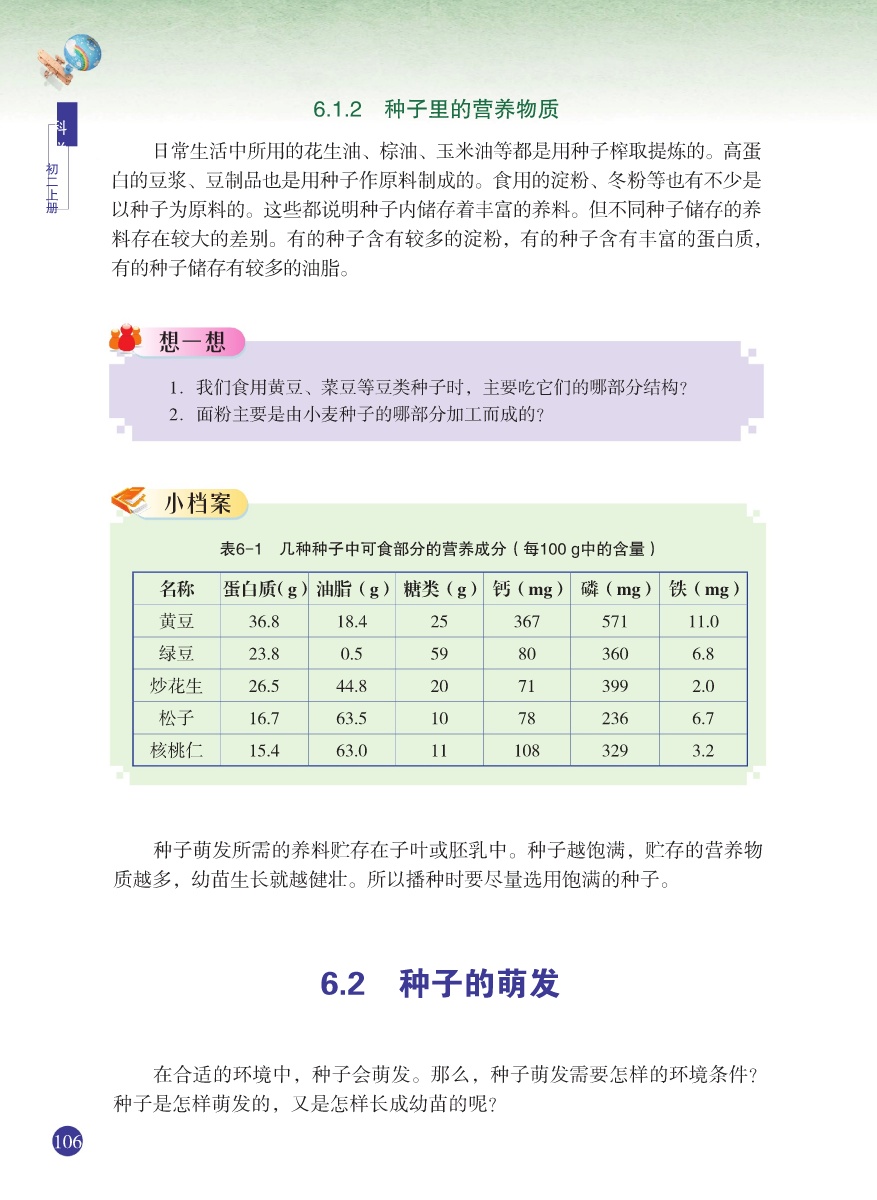 科
初二上册
6.1.2 种子里的营养物质
日常生活中所用的花生油、棕油、玉米油等都是用种子榨取提炼的。高蛋
白的豆浆、豆制品也是用种子作原料制成的。食用的淀粉、冬粉等也有不少是
以种子为原料的。这些都说明种子内储存着丰富的养料。但不同种子储存的养
料存在较大的差别。有的种子含有较多的淀粉，有的种子含有丰富的蛋白质，
有的种子储存有较多的油脂。
想一想
1. 我们食用黄豆、菜豆等豆类种子时，主要吃它们的哪部分结构？
2. 面粉主要是由小麦种子的哪部分加工而成的？
小档案
表6-1 几种种子中可食部分的营养成分（每100 g中的含量）
名称 蛋白质（g） 油脂（g） 糖类（g） 钙（mg） 磷（mg） 铁（mg）
黄豆 36.8 18.4 25 367 571 11.0
绿豆 23.8 0.5 59 80 360 6.8
炒花生 26.5 44.8 20 71 399 2.0
松子 16.7 63.5 10 78 236 6.7
核桃仁 15.4 63.0 11 108 329 3.2
种子萌发所需的养料贮存在子叶或胚乳中。种子越饱满，贮存的营养物
质越多，幼苗生长就越健壮。所以播种时要尽量选用饱满的种子。
6.2 种子的萌发
在合适的环境中，种子会萌发。那么，种子萌发需要怎样的环境条件？
种子是怎样萌发的，又是怎样长成幼苗的呢？
106